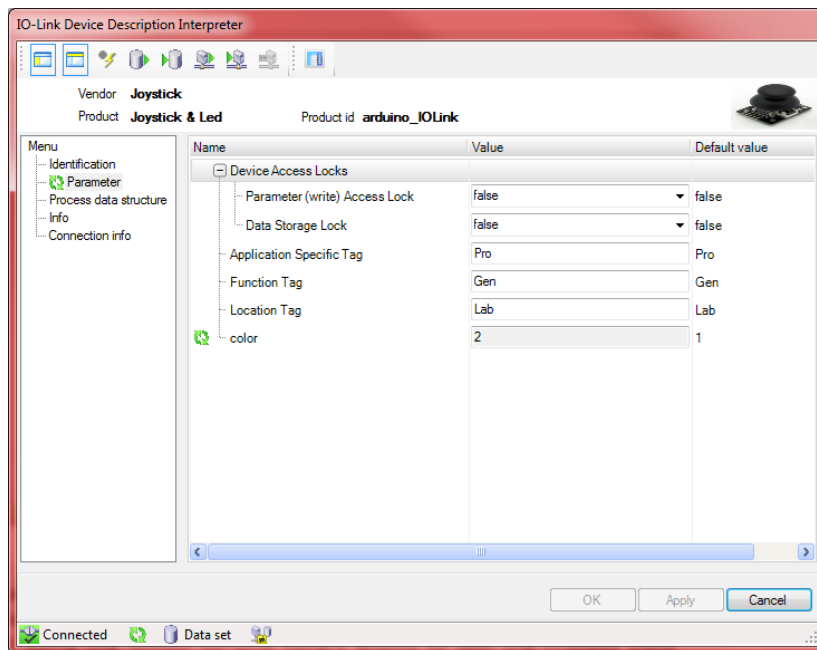 IO-Link Device Description Interpreter
Vendor Joystick
Product Joystick & Led Product id arduino_IOLink
Menu
Identification
Parameter
Process data structure
Info
Connection info
Name Value Default value
Device Access Locks
Parameter (write) Access Lock false false
Data Storage Lock false false
Application Specific Tag Pro Pro
Function Tag Gen Gen
Location Tag Lab Lab
color 2 1
OK Apply Cancel
Connected Data set